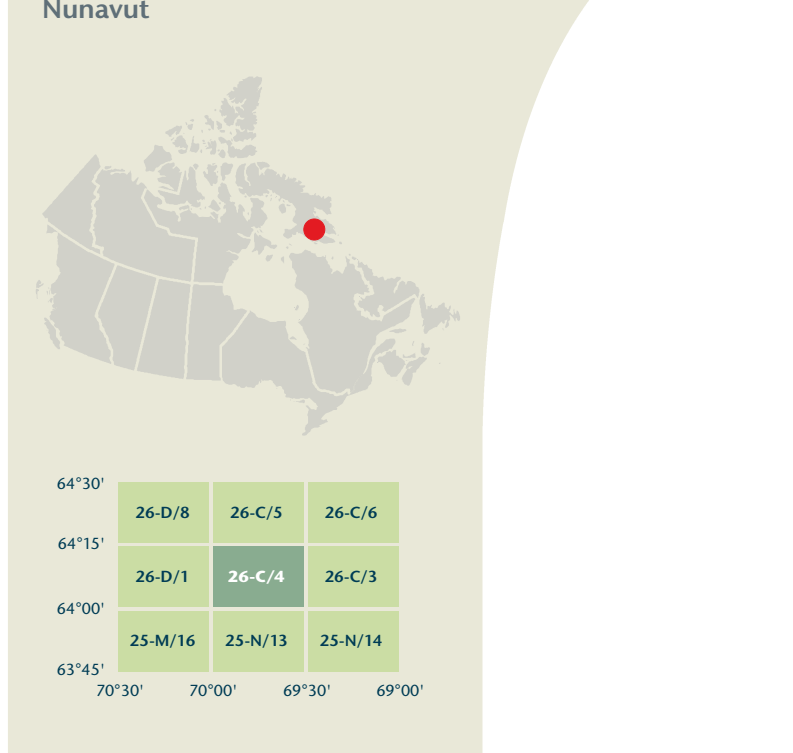 Nunavut
64°30'
26-D/8 26-C/5 26-C/6
64°15'
26-D/1 26-C/4 26-C/3
64°00'
25-M/16 25-N/13 25-N/14
63°45'
70°30' 70°00' 69°30' 69°00'